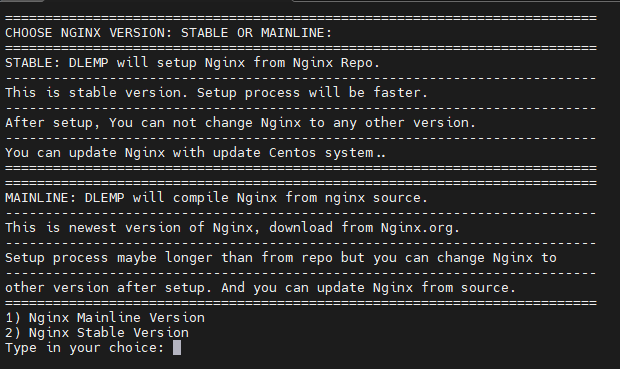 ==========================================================================
CHOOSE NGINX VERSION: STABLE OR MAINLINE:
==========================================================================
STABLE: DLEMP will setup Nginx from Nginx Repo.
--------------------------------------------------------------------------
This is stable version. Setup process will be faster.
--------------------------------------------------------------------------
After setup, You can not change Nginx to any other version.
--------------------------------------------------------------------------
You can update Nginx with update Centos system..
==========================================================================
==========================================================================
MAINLINE: DLEMP will compile Nginx from nginx source.
--------------------------------------------------------------------------
This is newest version of Nginx, download from Nginx.org.
--------------------------------------------------------------------------
Setup process maybe longer than from repo but you can change Nginx to
--------------------------------------------------------------------------
other version after setup. And you can update Nginx from source.
==========================================================================
1) Nginx Mainline Version
2) Nginx Stable Version
Type in your choice: